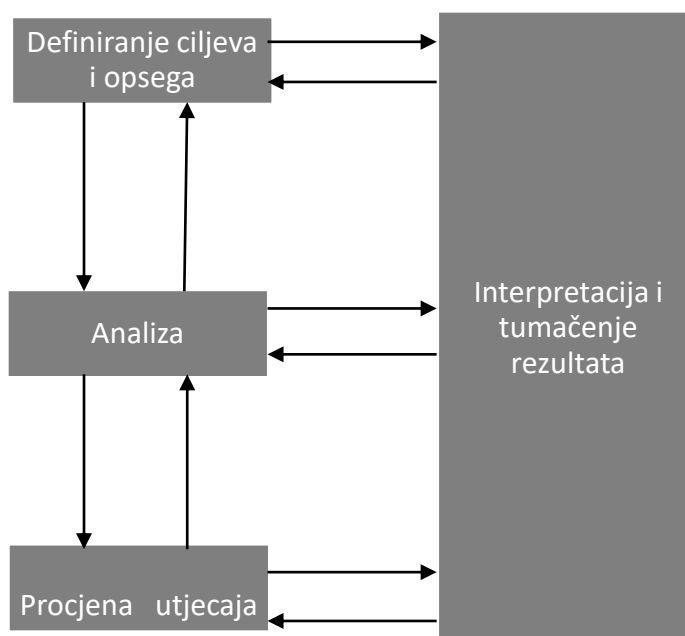 Definiranje ciljeva
i opsega
Analiza
Procjena utjecaja
Interpretacija i
tumačenje
rezultata